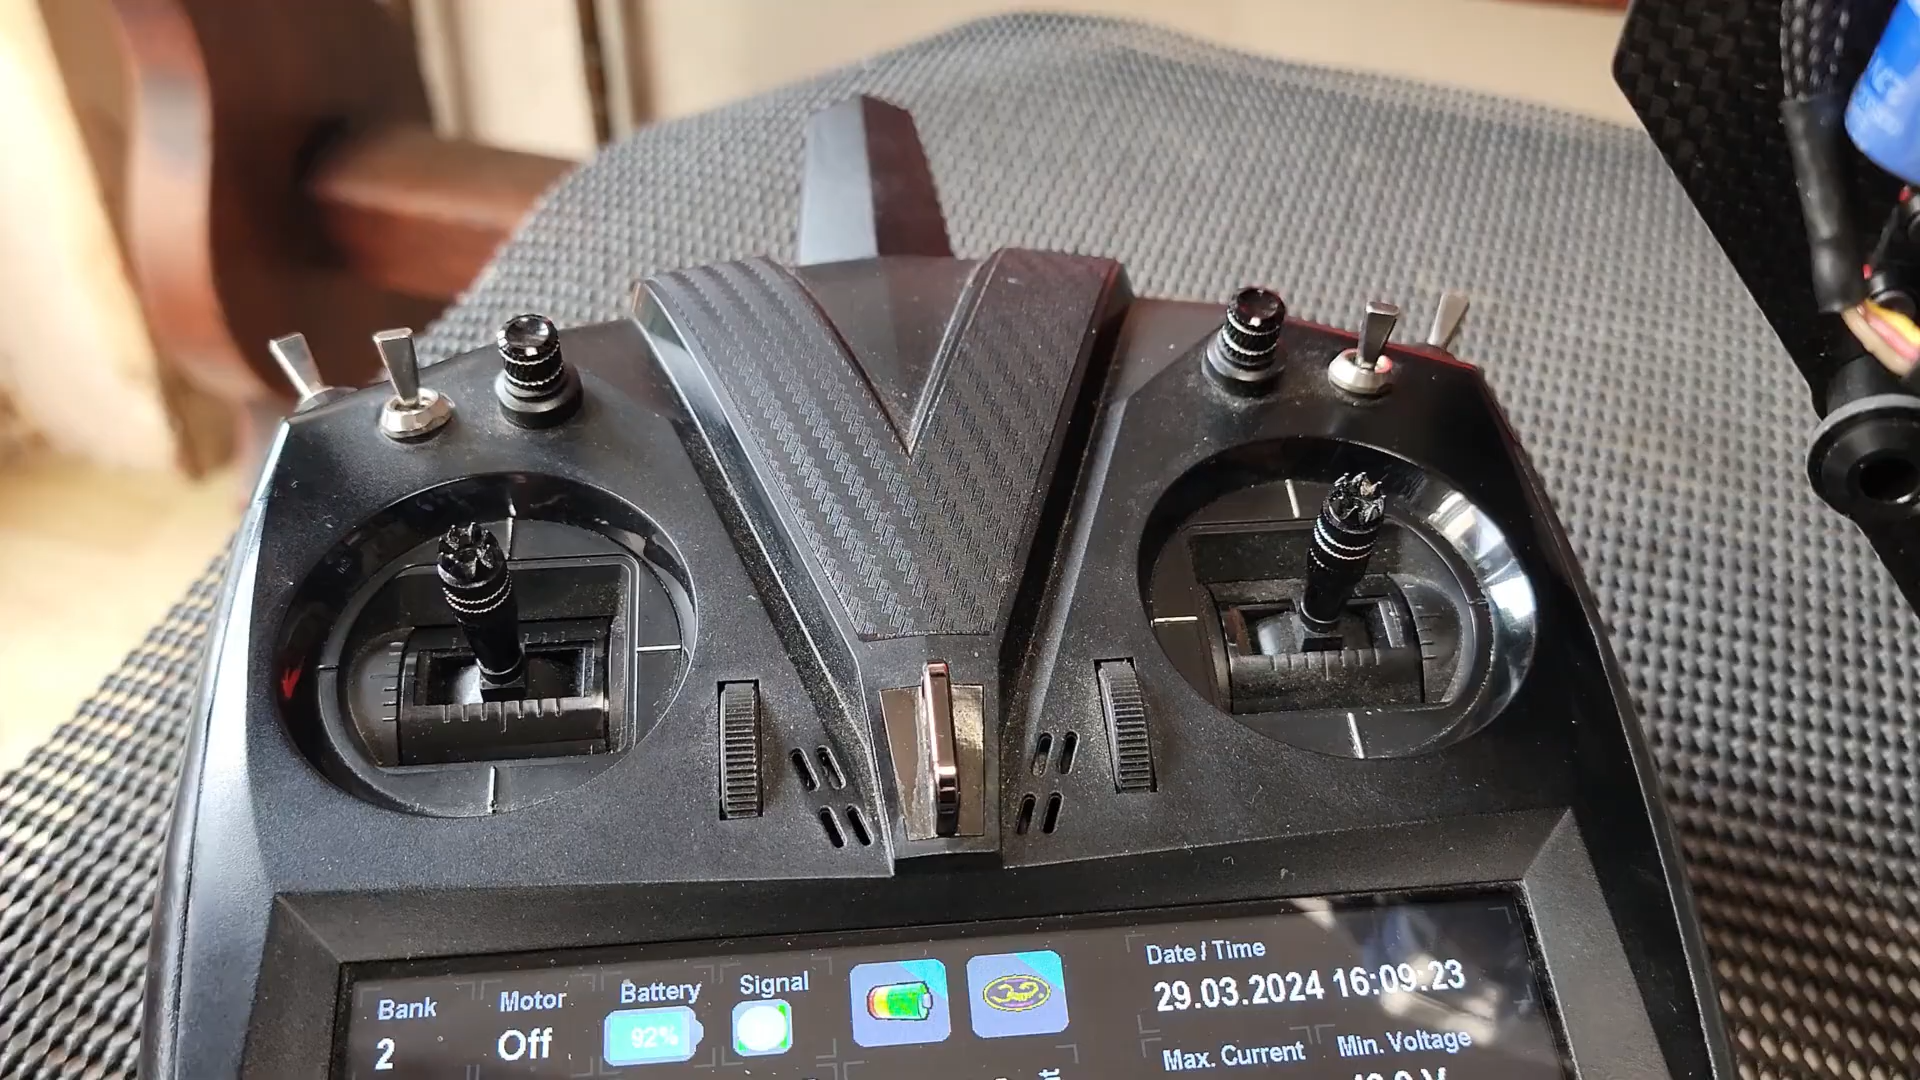 Bank
2
Motor
Off
Battery
92%
Signal
Date / Time
29.03.2024 16:09:23
Max. Current
Min. Voltage